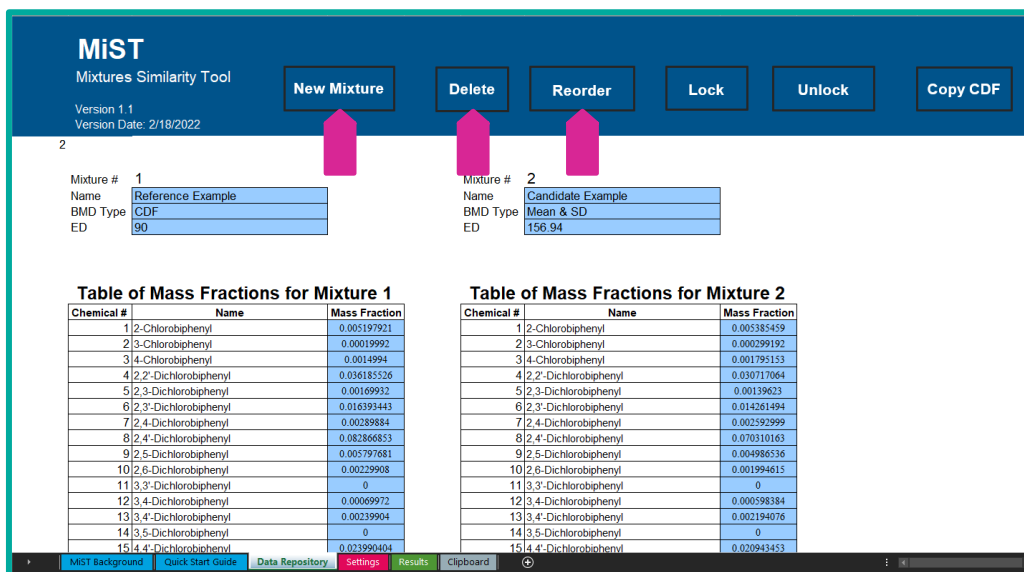 MiST
Mixtures Similarity Tool
Version 1.1
Version Date: 2/18/2022
New Mixture Delete Reorder Lock Unlock Copy CDF
2
Mixture # 1 Mixture # 2
Name Reference Example Name Candidate Example
BMD Type CDF BMD Type Mean & SD
ED 90 ED 156.94
Table of Mass Fractions for Mixture 1 Table of Mass Fractions for Mixture 2
Chemical # Name Mass Fraction Chemical # Name Mass Fraction
1 2-Chlorobiphenyl 0.005197921 1 2-Chlorobiphenyl 0.005385459
2 3-Chlorobiphenyl 0.00019992 2 3-Chlorobiphenyl 0.000299192
3 4-Chlorobiphenyl 0.0014994 3 4-Chlorobiphenyl 0.001795153
4 2,2'-Dichlorobiphenyl 0.036185526 4 2,2'-Dichlorobiphenyl 0.030717064
5 2,3-Dichlorobiphenyl 0.00169932 5 2,3-Dichlorobiphenyl 0.00139623
6 2,3'-Dichlorobiphenyl 0.016393443 6 2,3'-Dichlorobiphenyl 0.014261494
7 2,4-Dichlorobiphenyl 0.00289884 7 2,4-Dichlorobiphenyl 0.002592999
8 2,4'-Dichlorobiphenyl 0.082866853 8 2,4'-Dichlorobiphenyl 0.070310163
9 2,5-Dichlorobiphenyl 0.005797681 9 2,5-Dichlorobiphenyl 0.004986536
10 2,6-Dichlorobiphenyl 0.00229908 10 2,6-Dichlorobiphenyl 0.001994615
11 3,3'-Dichlorobiphenyl 0 11 3,3'-Dichlorobiphenyl 0
12 3,4-Dichlorobiphenyl 0.00069972 12 3,4-Dichlorobiphenyl 0.000598384
13 3,4'-Dichlorobiphenyl 0.00239904 13 3,4'-Dichlorobiphenyl 0.002194076
14 3,5-Dichlorobiphenyl 0 14 3,5-Dichlorobiphenyl 0
15 4,4'-Dichlorobiphenyl 0.023990404 15 4,4'-Dichlorobiphenyl 0.020943453
MiST Background Quick Start Guide Data Repository Settings Results Clipboard